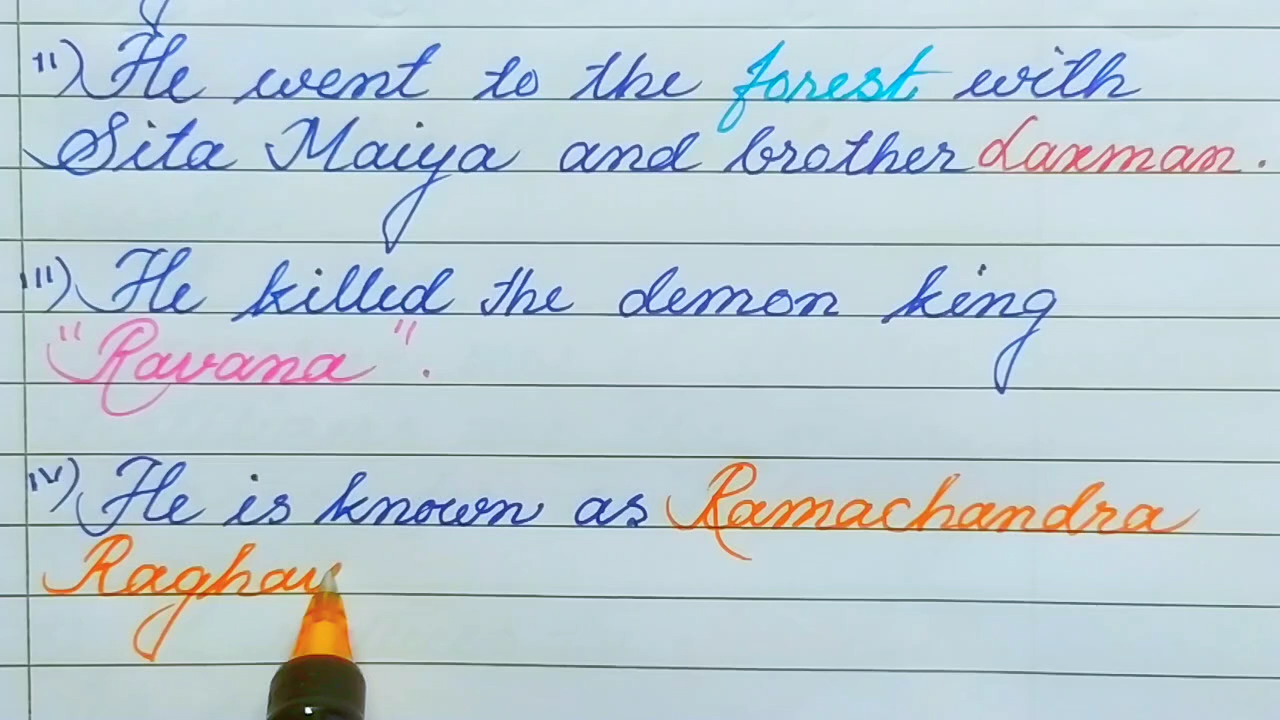 ii) He went to the forest with
Sita Maiya and brother Laxman.
iii) He killed the demon king
"Ravana".
iv) He is known as Ramachandra
Raghav